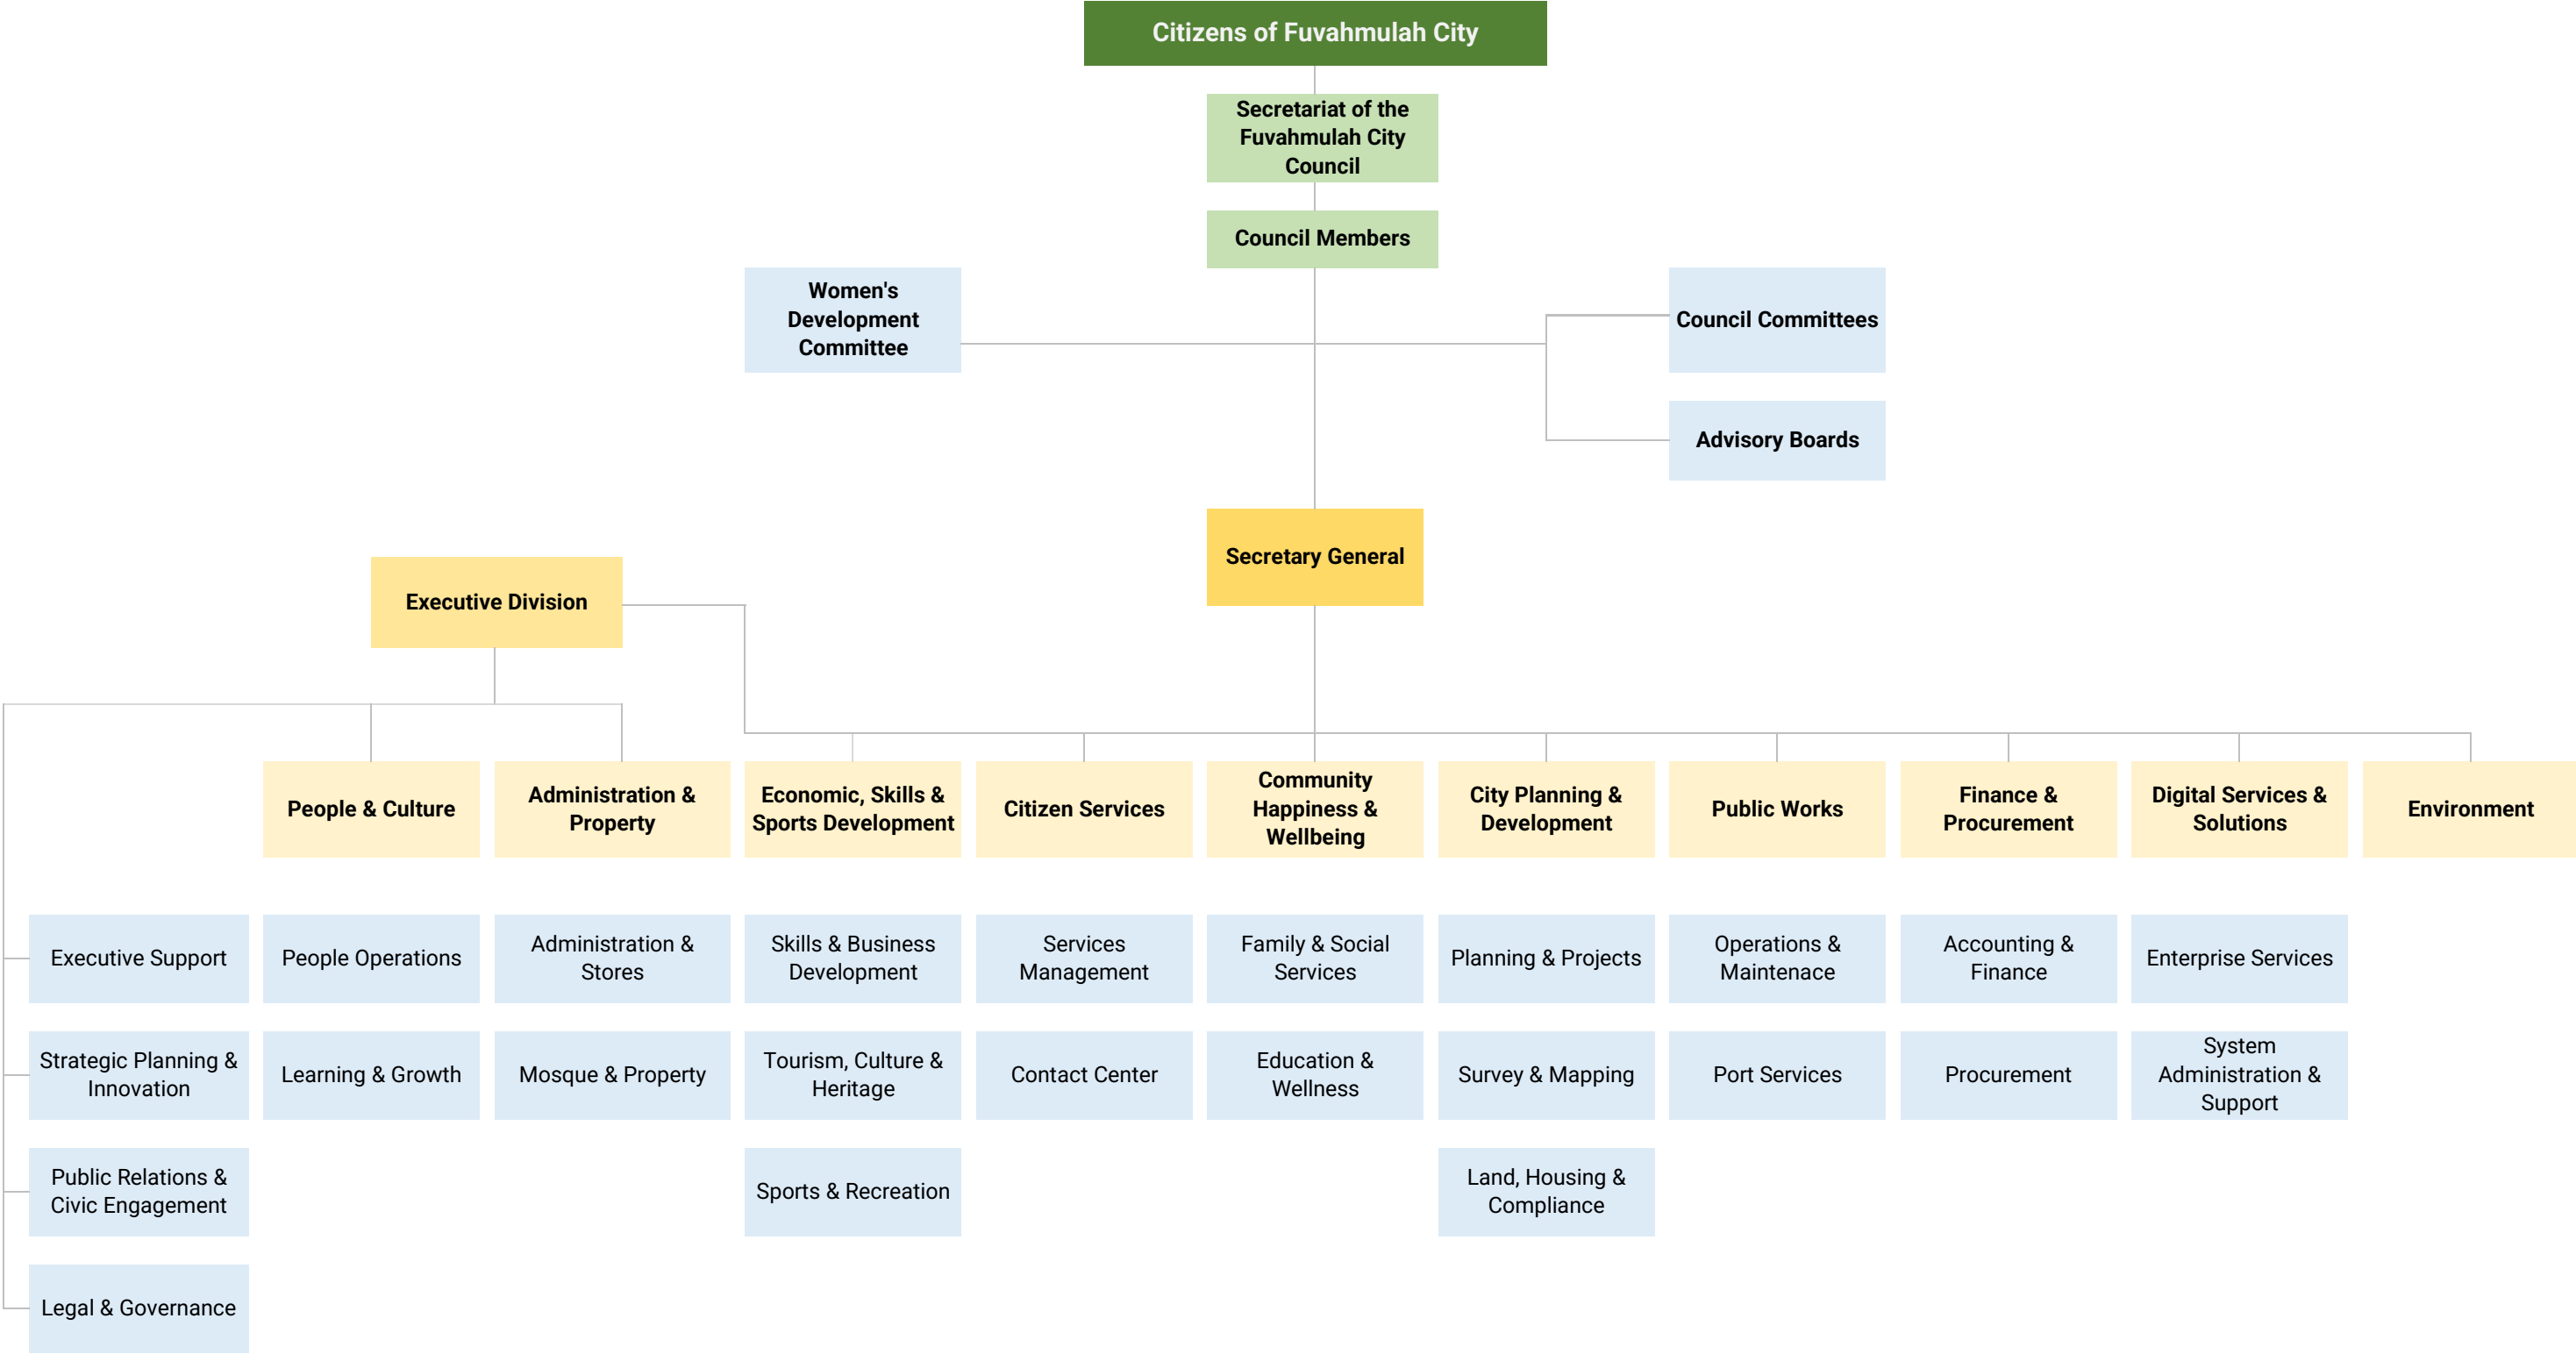 Citizens of Fuvahmulah City
Secretariat of the
Fuvahmulah City
Council
Council Members
Women's
Development
Committee
Council Committees
Advisory Boards
Secretary General
Executive Division
People & Culture
Administration &
Property
Economic, Skills &
Sports Development
Citizen Services
Community
Happiness &
Wellbeing
City Planning &
Development
Public Works
Finance &
Procurement
Digital Services &
Solutions
Environment
Executive Support
People Operations
Administration &
Stores
Skills & Business
Development
Services
Management
Family & Social
Services
Planning & Projects
Operations &
Maintenace
Accounting &
Finance
Enterprise Services
Strategic Planning &
Innovation
Learning & Growth
Mosque & Property
Tourism, Culture &
Heritage
Contact Center
Education &
Wellness
Survey & Mapping
Port Services
Procurement
System
Administration &
Support
Public Relations &
Civic Engagement
Sports & Recreation
Land, Housing &
Compliance
Legal & Governance